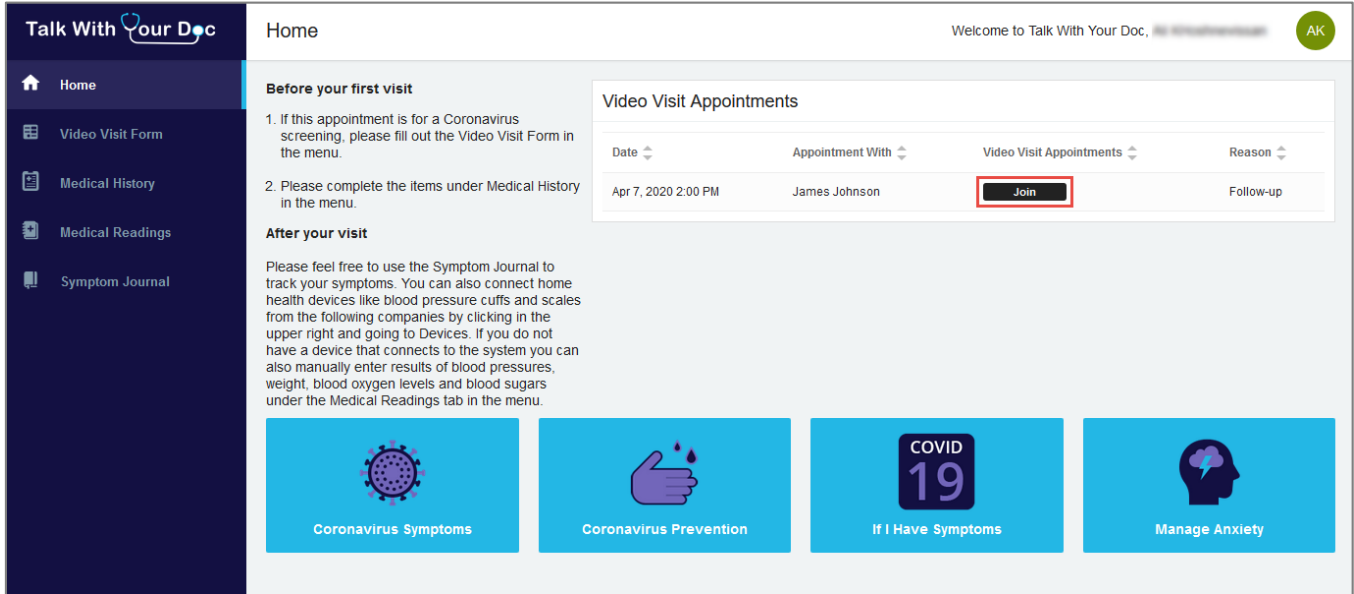 Talk With Your Doc
Home
Welcome to Talk With Your Doc,
AK
Home
Video Visit Form
Medical History
Medical Readings
Symptom Journal
Before your first visit
1. If this appointment is for a Coronavirus
screening, please fill out the Video Visit Form in
the menu.
2. Please complete the items under Medical History
in the menu.
After your visit
Please feel free to use the Symptom Journal to
track your symptoms. You can also connect home
health devices like blood pressure cuffs and scales
from the following companies by clicking in the
upper right and going to Devices. If you do not
have a device that connects to the system you can
also manually enter results of blood pressures,
weight, blood oxygen levels and blood sugars
under the Medical Readings tab in the menu.
Video Visit Appointments
Date Appointment With Video Visit Appointments Reason
Apr 7, 2020 2:00 PM James Johnson Join Follow-up
Coronavirus Symptoms
Coronavirus Prevention
COVID
19
If I Have Symptoms
Manage Anxiety